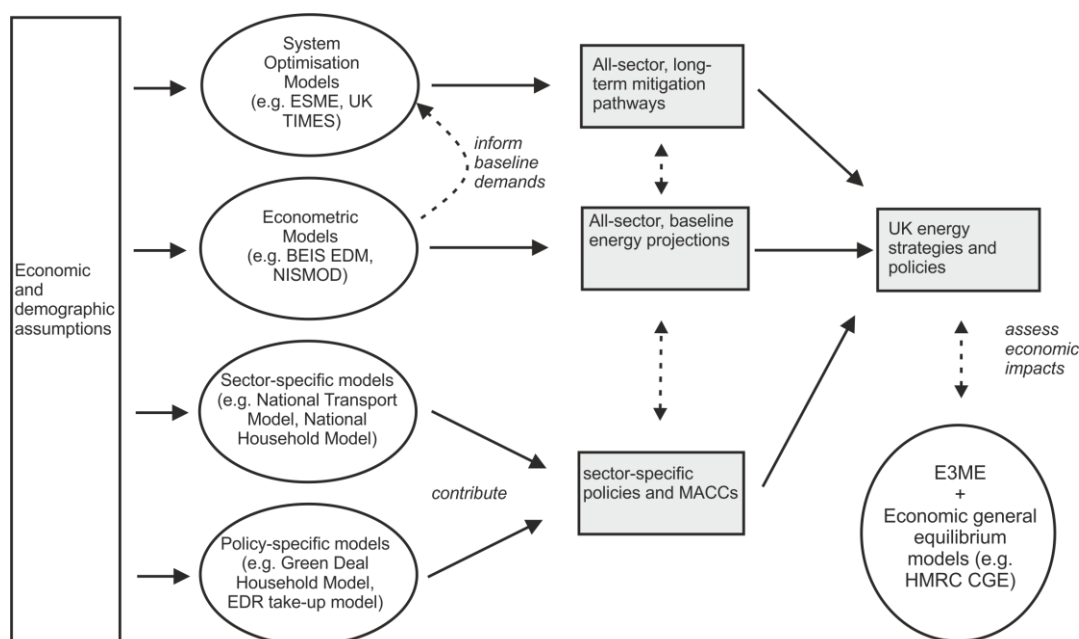 Economic
and
demographic
assumptions
System
Optimisation
Models
(e.g. ESME, UK
TIMES)
inform
baseline
demands
Econometric
Models
(e.g. BEIS EDM,
NISMOD)
Sector-specific models
(e.g. National Transport
Model, National
Household Model)
contribute
Policy-specific models
(e.g. Green Deal
Household Model,
EDR take-up model)
All-sector, long-
term mitigation
pathways
All-sector, baseline
energy projections
sector-specific
policies and MACCs
UK energy
strategies and
policies
assess
economic
impacts
E3ME
+
Economic general
equilibrium
models (e.g.
HMRC CGE)